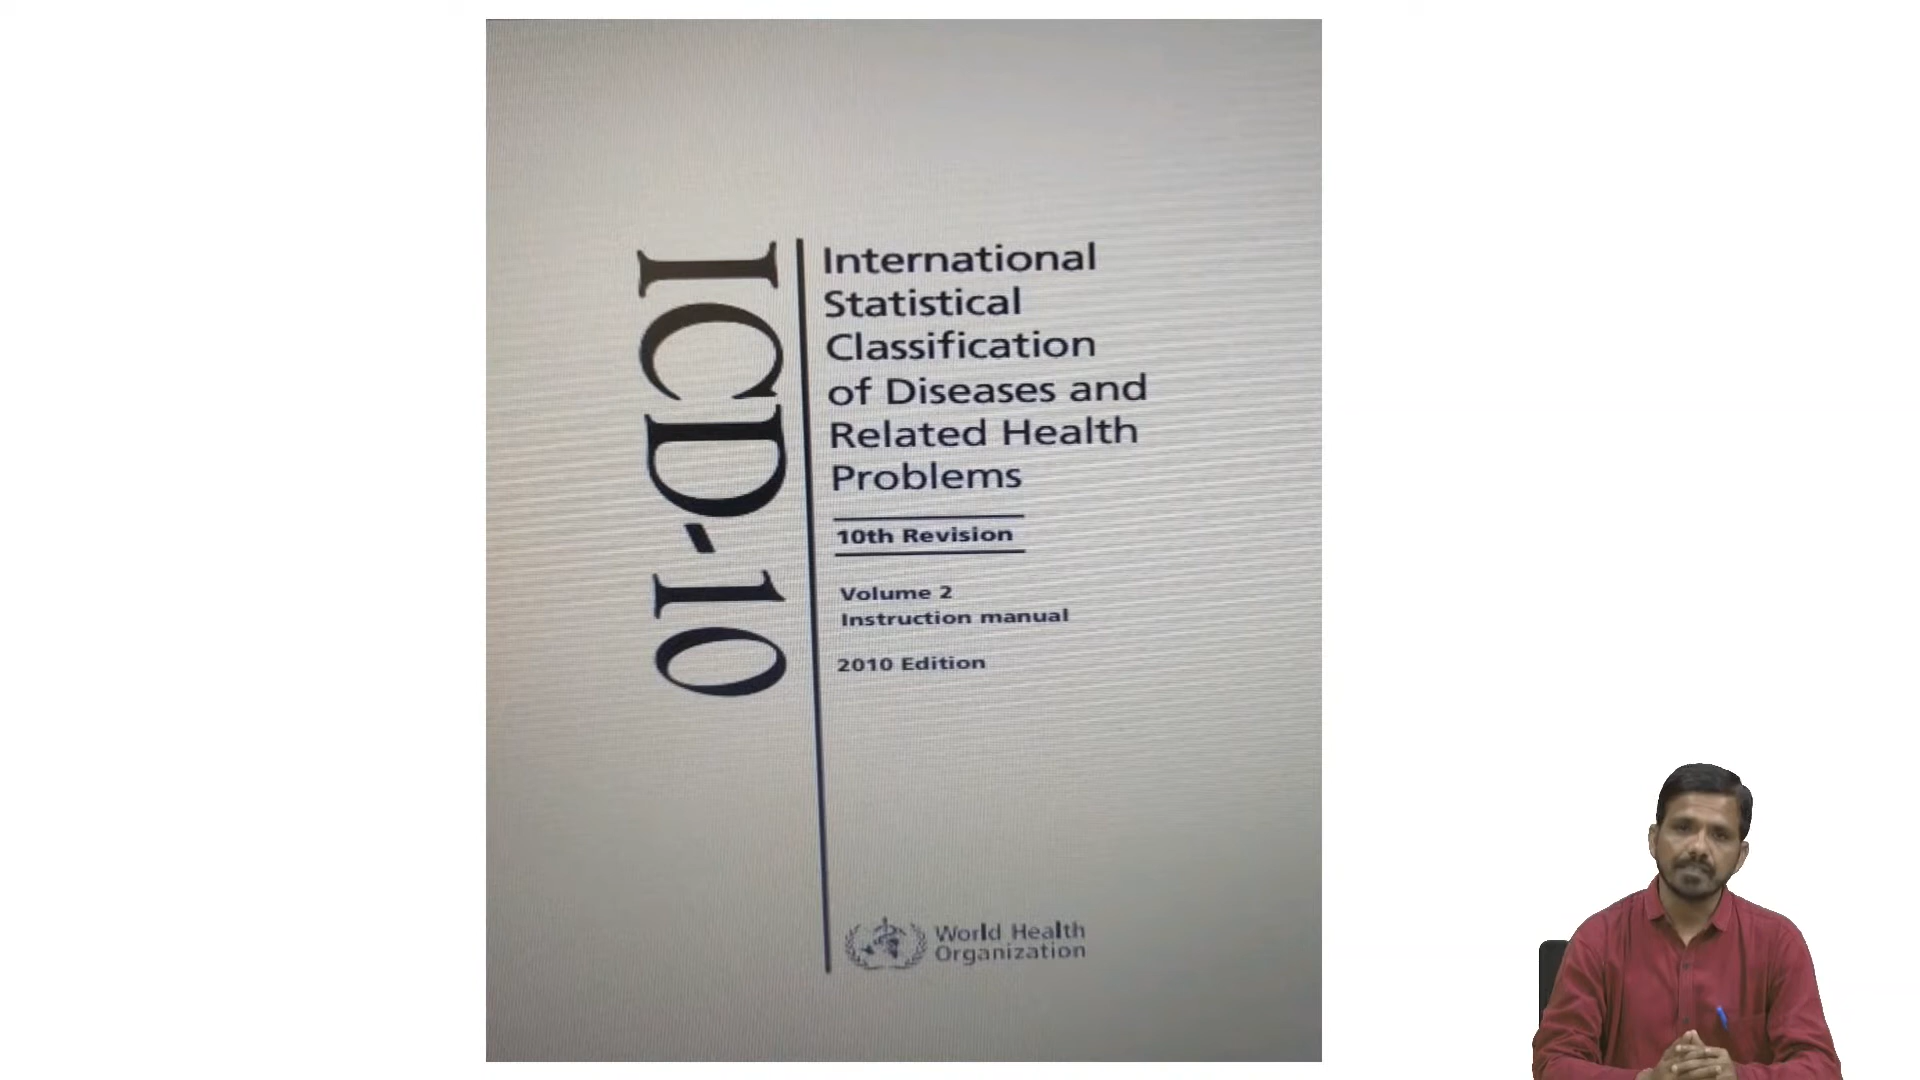 ICD-10
International
Statistical
Classification
of Diseases and
Related Health
Problems
10th Revision
Volume 2
Instruction manual
2010 Edition
World Health
Organization